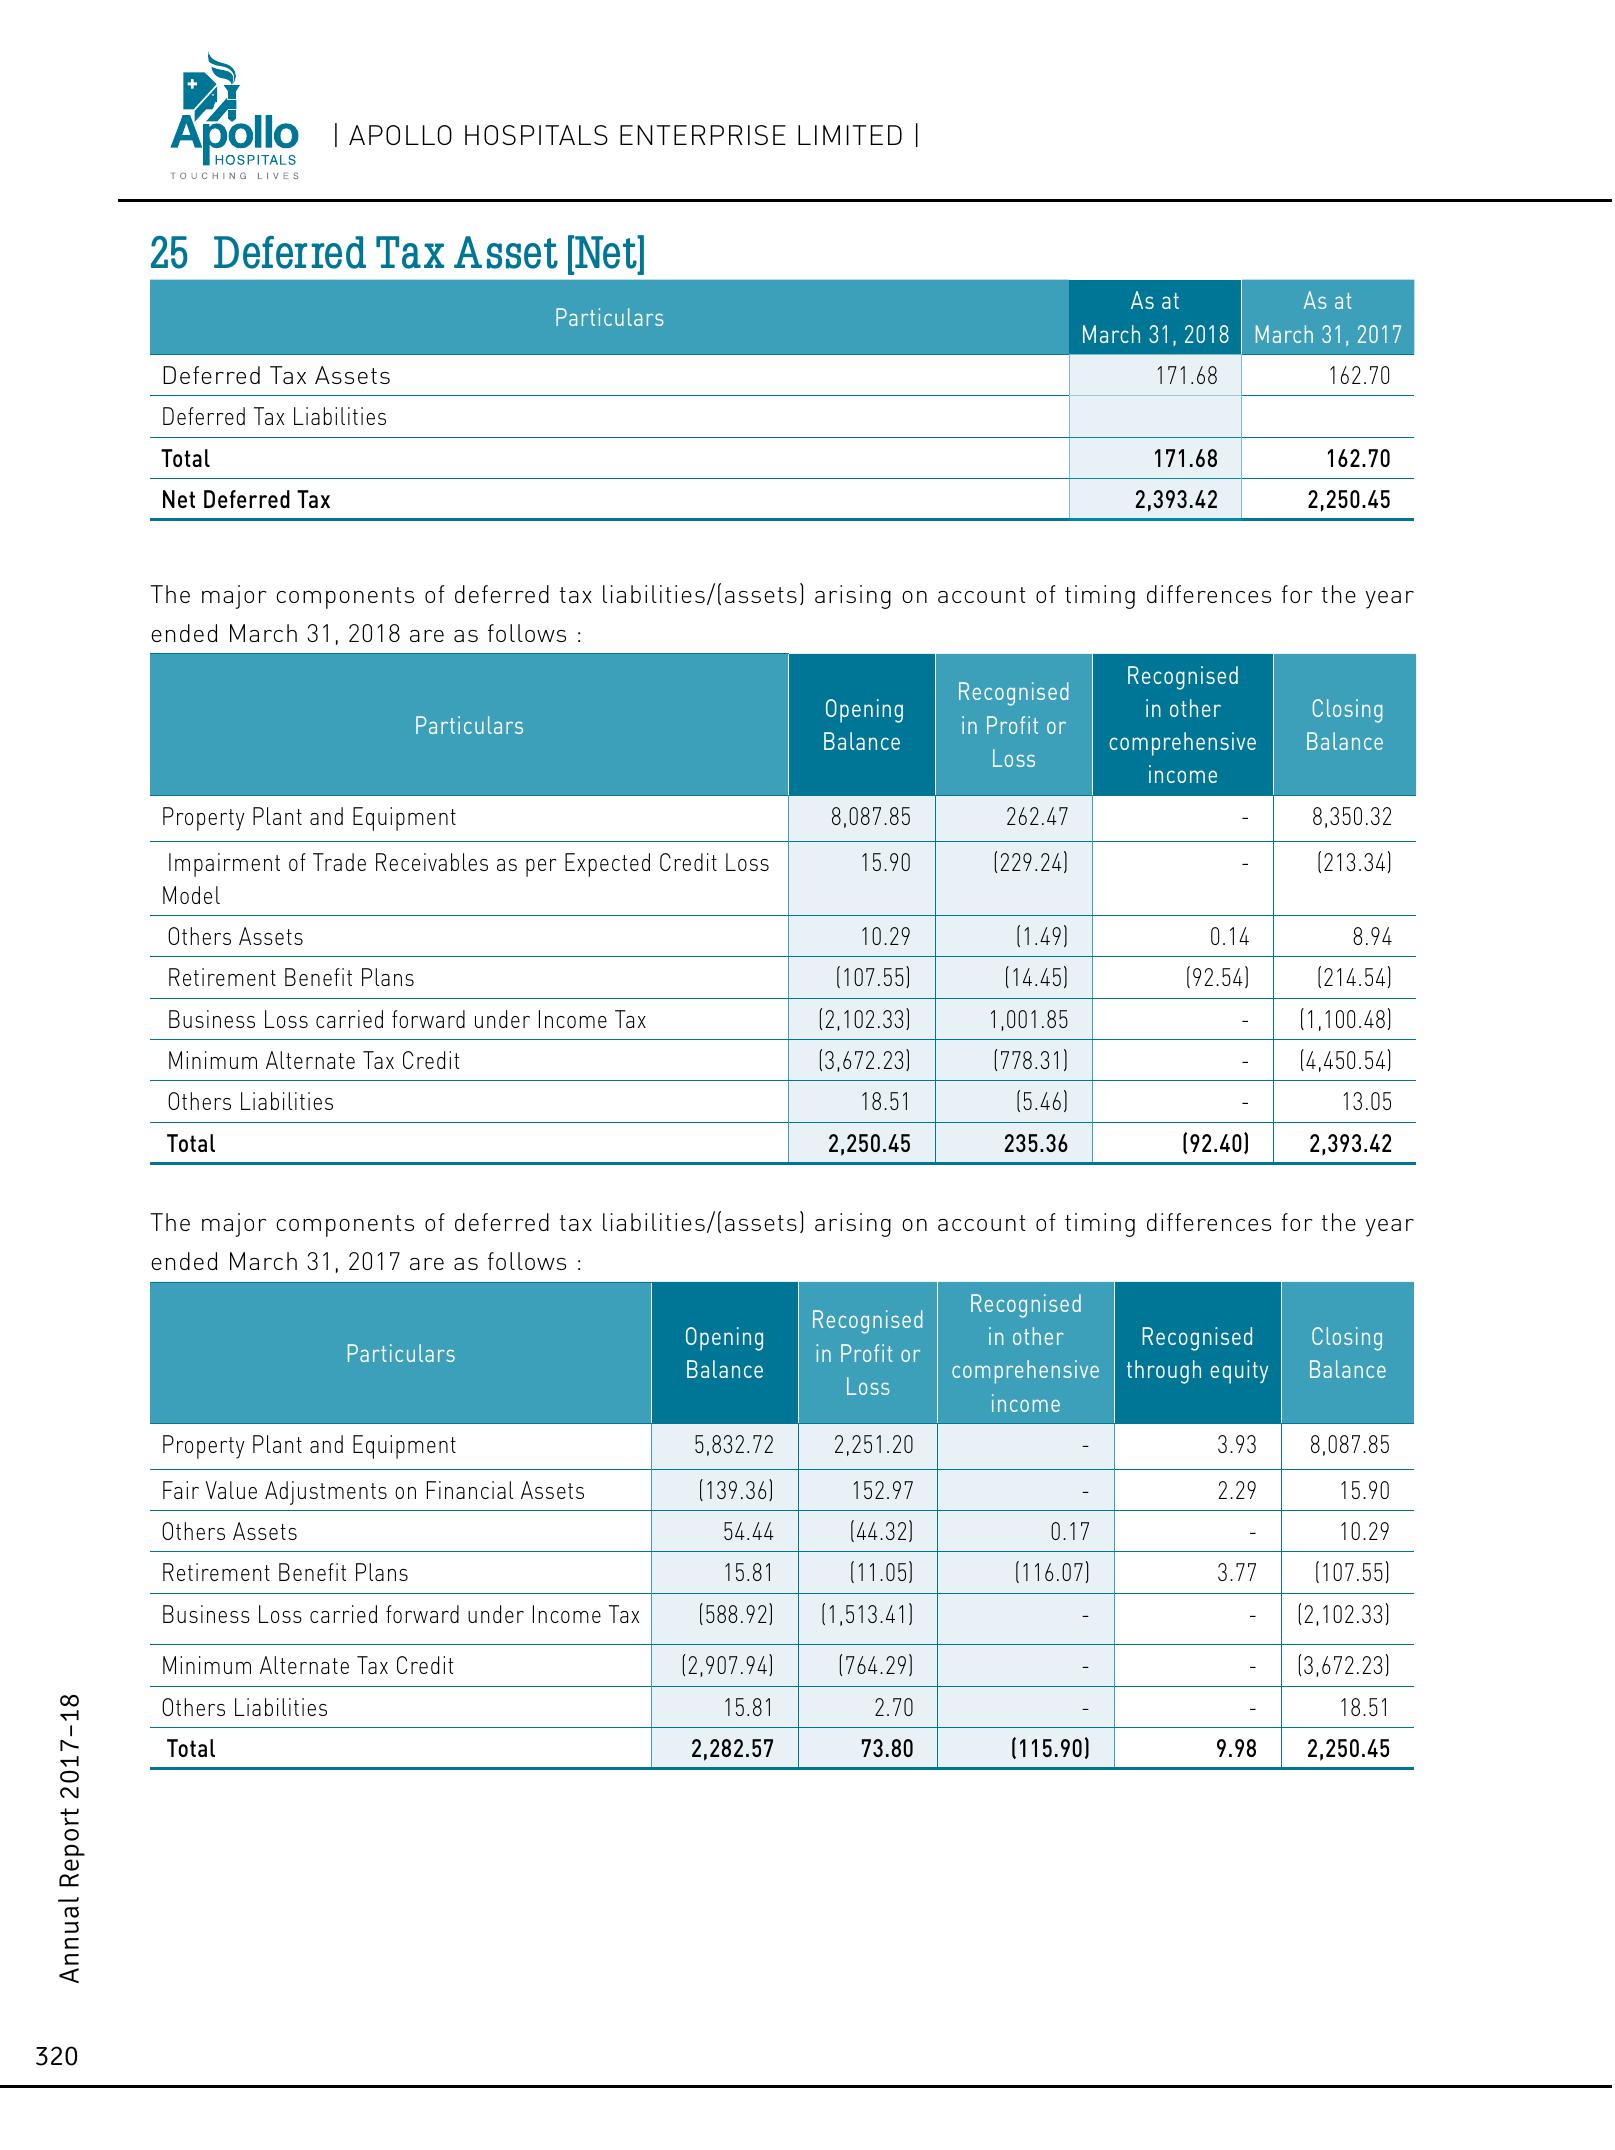 Apollo
HOSPITALS
TOUCHING LIVES
| APOLLO HOSPITALS ENTERPRISE LIMITED |
25 Deferred Tax Asset [Net]
Particulars As at March 31, 2018 As at March 31, 2017
Deferred Tax Assets 171.68 162.70
Deferred Tax Liabilities
Total 171.68 162.70
Net Deferred Tax 2,393.42 2,250.45
The major components of deferred tax liabilities/(assets) arising on account of timing differences for the year
ended March 31, 2018 are as follows :
Particulars Opening Balance Recognised in Profit or Loss Recognised in other comprehensive income Closing Balance
Property Plant and Equipment 8,087.85 262.47 - 8,350.32
Impairment of Trade Receivables as per Expected Credit Loss 15.90 (229.24) - (213.34)
Model
Others Assets 10.29 (1.49) 0.14 8.94
Retirement Benefit Plans (107.55) (14.45) (92.54) (214.54)
Business Loss carried forward under Income Tax (2,102.33) 1,001.85 - (1,100.48)
Minimum Alternate Tax Credit (3,672.23) (778.31) - (4,450.54)
Others Liabilities 18.51 (5.46) - 13.05
Total 2,250.45 235.36 (92.40) 2,393.42
The major components of deferred tax liabilities/(assets) arising on account of timing differences for the year
ended March 31, 2017 are as follows :
Particulars Opening Balance Recognised in Profit or Loss Recognised in other comprehensive income Recognised through equity Closing Balance
Property Plant and Equipment 5,832.72 2,251.20 - 3.93 8,087.85
Fair Value Adjustments on Financial Assets (139.36) 152.97 - 2.29 15.90
Others Assets 54.44 (44.32) 0.17 - 10.29
Retirement Benefit Plans 15.81 (11.05) (116.07) 3.77 (107.55)
Business Loss carried forward under Income Tax (588.92) (1,513.41) - - (2,102.33)
Minimum Alternate Tax Credit (2,907.94) (764.29) - - (3,672.23)
Others Liabilities 15.81 2.70 - - 18.51
Total 2,282.57 73.80 (115.90) 9.98 2,250.45
Annual Report 2017–18
320